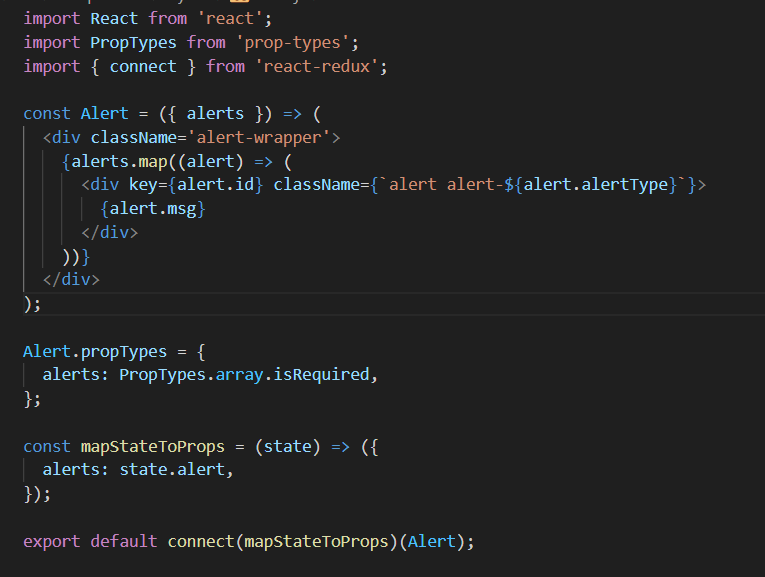 import React from 'react';
import PropTypes from 'prop-types';
import { connect } from 'react-redux';

const Alert = ({ alerts }) => (
  <div className='alert-wrapper'>
    {alerts.map((alert) => (
      <div key={alert.id} className={`alert alert-${alert.alertType}`}>
        {alert.msg}
      </div>
    ))}
  </div>
);

Alert.propTypes = {
  alerts: PropTypes.array.isRequired,
};

const mapStateToProps = (state) => ({
  alerts: state.alert,
});

export default connect(mapStateToProps)(Alert);